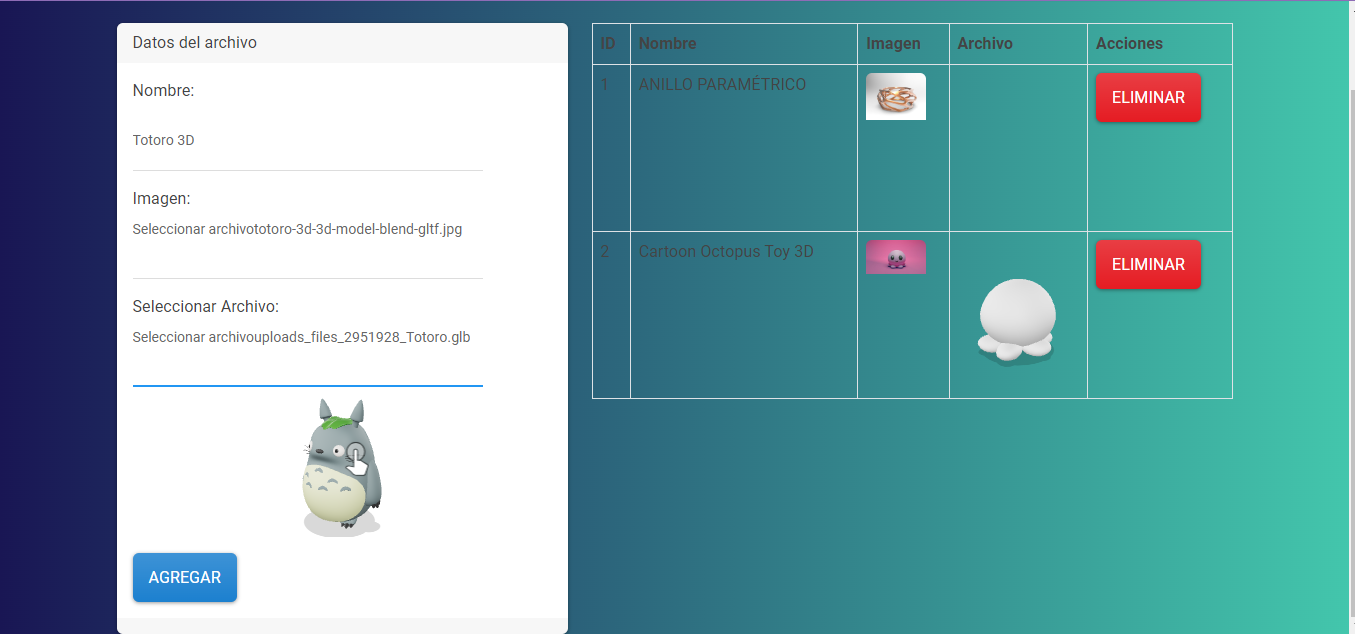 Datos del archivo
Nombre:
Totoro 3D
Imagen:
Seleccionar archivototoro-3d-3d-model-blend-gltf.jpg
Seleccionar Archivo:
Seleccionar archivouploads_files_2951928_Totoro.glb
AGREGAR
ID Nombre Imagen Archivo Acciones
1 ANILLO PARAMÉTRICO ELIMINAR
2 Cartoon Octopus Toy 3D ELIMINAR